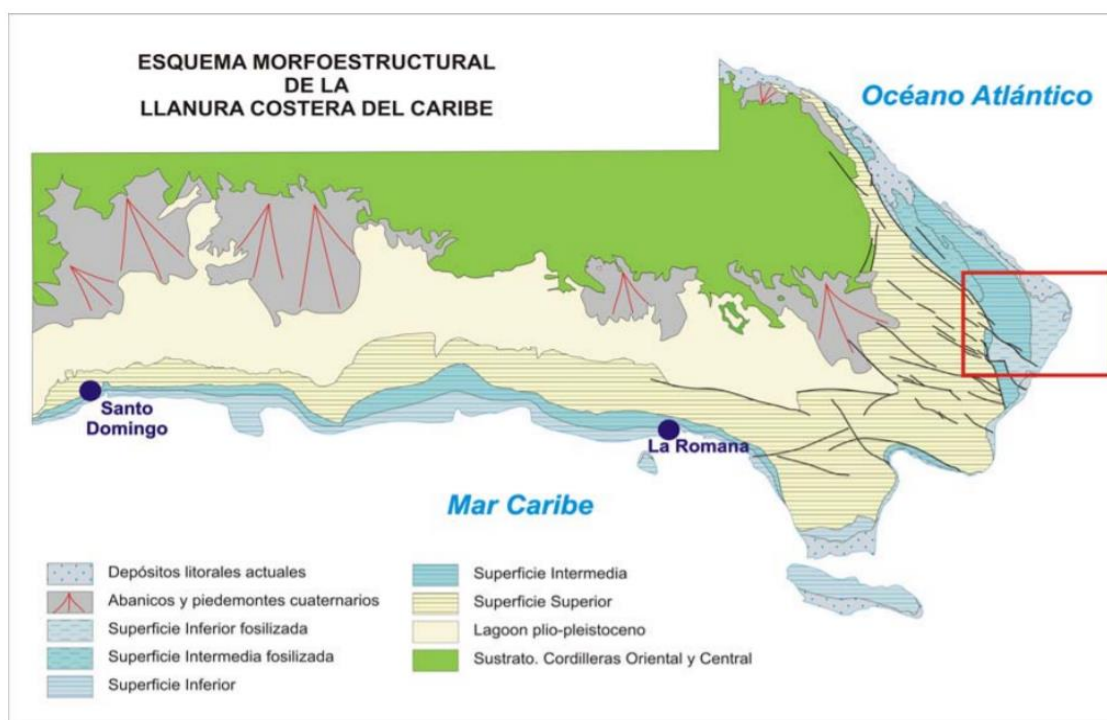 ESQUEMA MORFOESTRUCTURAL
DE LA
LLANURA COSTERA DEL CARIBE
Océano Atlántico
Santo
Domingo
La Romana
Mar Caribe
Depósitos litorales actuales
Abanicos y piedemontes cuaternarios
Superficie Inferior fosilizada
Superficie Intermedia fosilizada
Superficie Inferior
Superficie Intermedia
Superficie Superior
Lagoon plio-pleistoceno
Sustrato. Cordilleras Oriental y Central